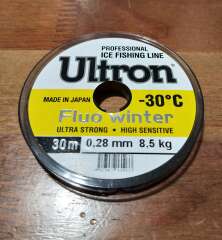 PROFESSIONAL
ICE FISHING LINE
Ultron
MADE IN JAPAN
-30°C
Fluo winter
ULTRA STRONG • HIGH SENSITIVE
30m 0,28 mm 8.5 kg